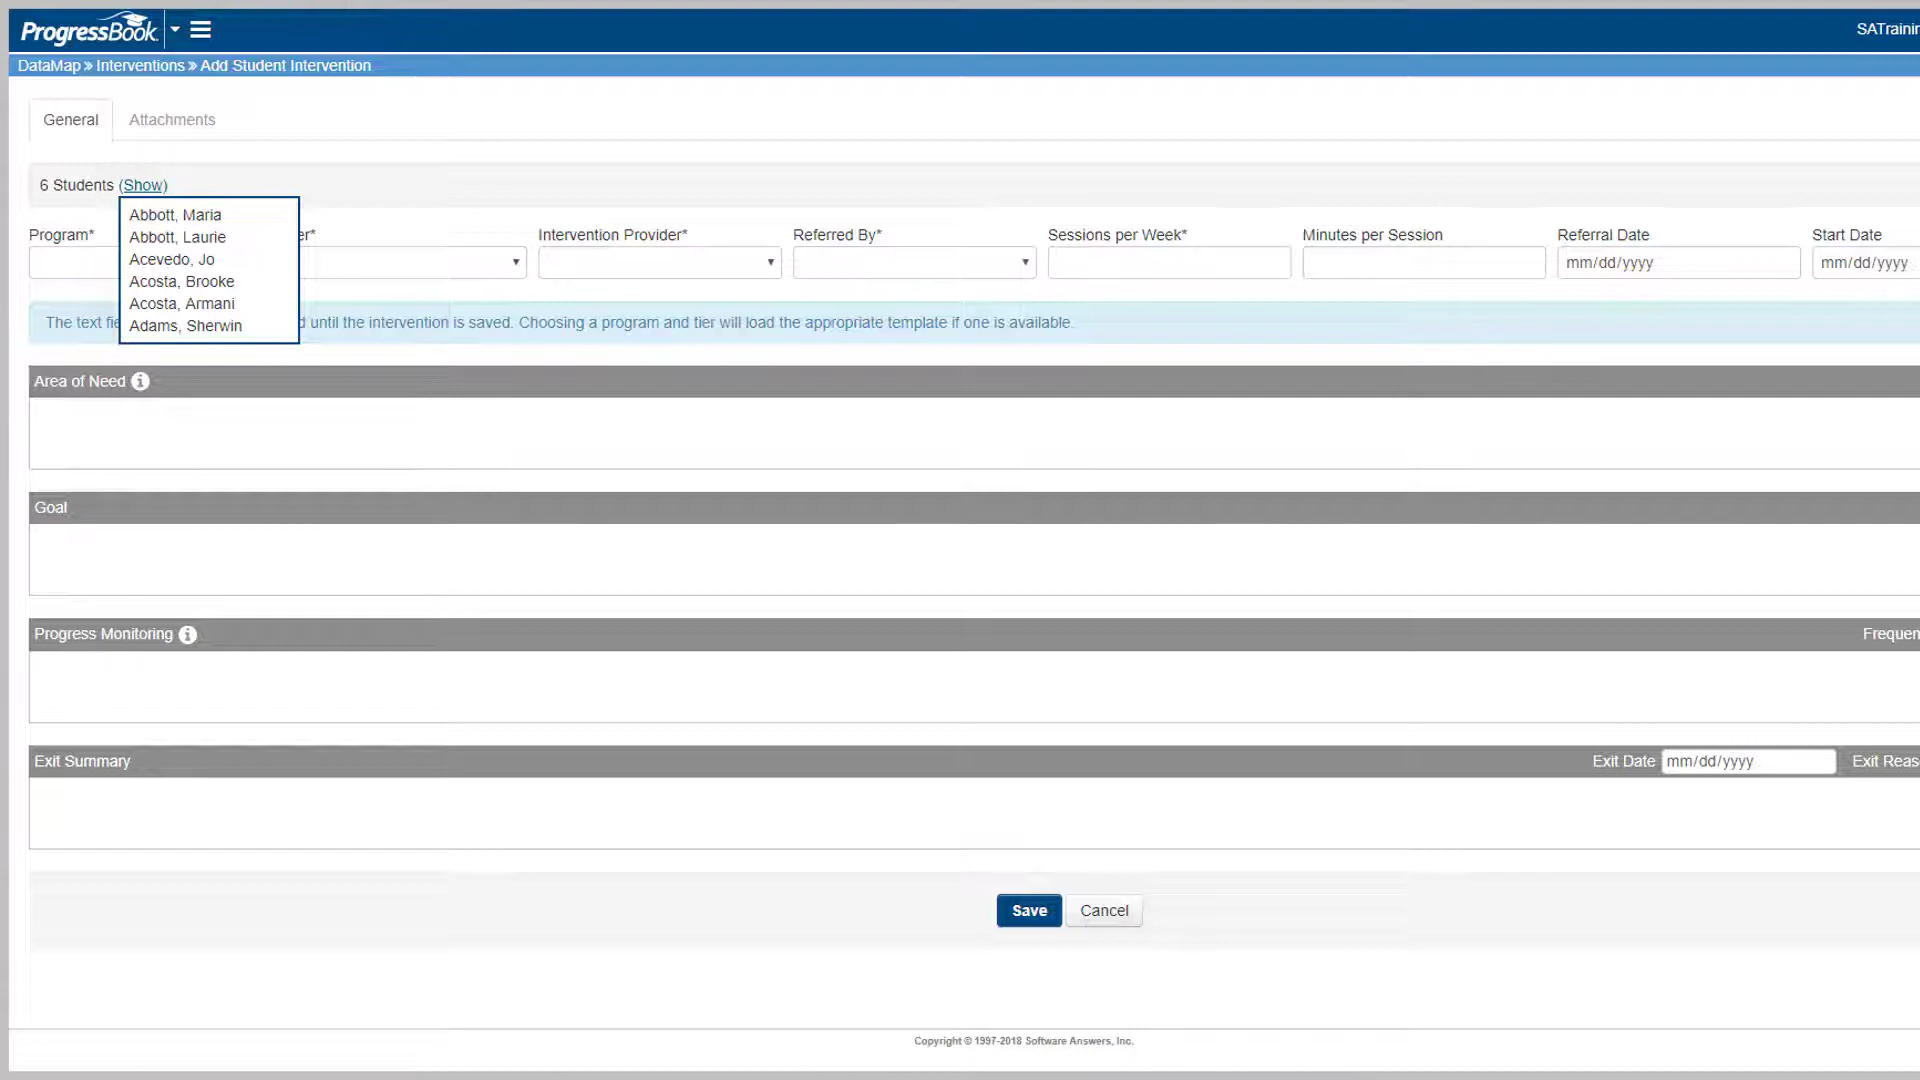 ProgressBook
SATrainin
DataMap » Interventions » Add Student Intervention
General Attachments
6 Students (Show)
Abbott, Maria
Abbott, Laurie
Acevedo, Jo
Acosta, Brooke
Acosta, Armani
Adams, Sherwin
Program* er* Intervention Provider* Referred By* Sessions per Week* Minutes per Session Referral Date Start Date
mm/dd/yyyy mm/dd/yyyy
The text fie d until the intervention is saved. Choosing a program and tier will load the appropriate template if one is available.
Area of Need
Goal
Progress Monitoring Frequen
Exit Summary Exit Date mm/dd/yyyy Exit Reas
Save Cancel
Copyright © 1997-2018 Software Answers, Inc.